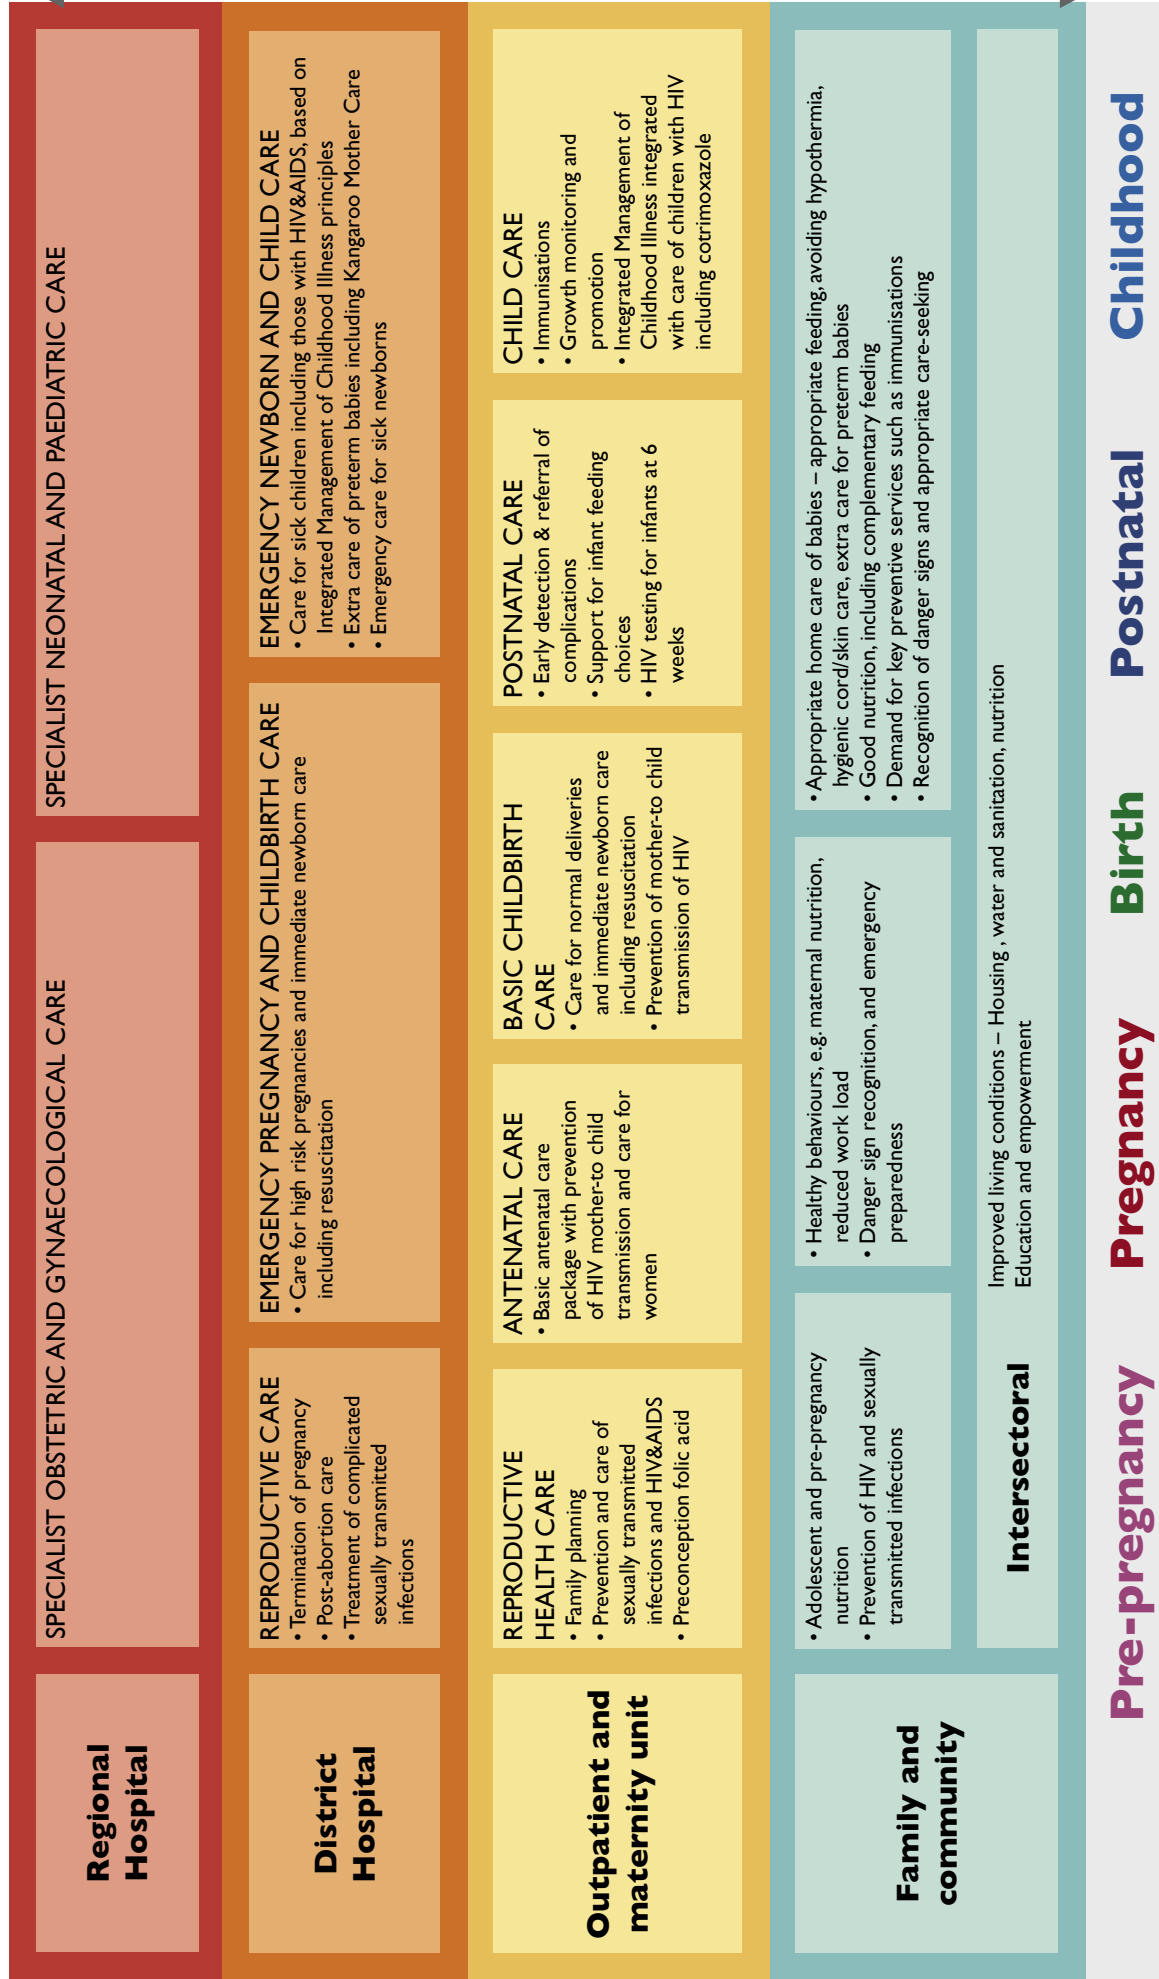 Regional
Hospital
SPECIALIST OBSTETRIC AND GYNAECOLOGICAL CARE
SPECIALIST NEONATAL AND PAEDIATRIC CARE
District
Hospital
REPRODUCTIVE CARE
• Termination of pregnancy
• Post-abortion care
• Treatment of complicated
sexually transmitted
infections
EMERGENCY PREGNANCY AND CHILDBIRTH CARE
• Care for high risk pregnancies and immediate newborn care
including resuscitation
EMERGENCY NEWBORN AND CHILD CARE
• Care for sick children including those with HIV&AIDS, based on
Integrated Management of Childhood Illness principles
• Extra care of preterm babies including Kangaroo Mother Care
• Emergency care for sick newborns
Outpatient and
maternity unit
REPRODUCTIVE
HEALTH CARE
• Family planning
• Prevention and care of
sexually transmitted
infections and HIV&AIDS
• Preconception folic acid
ANTENATAL CARE
• Basic antenatal care
package with prevention
of HIV mother-to child
transmission and care for
women
BASIC CHILDBIRTH
CARE
• Care for normal deliveries
and immediate newborn care
including resuscitation
• Prevention of mother-to child
transmission of HIV
POSTNATAL CARE
• Early detection & referral of
complications
• Support for infant feeding
choices
• HIV testing for infants at 6
weeks
CHILD CARE
• Immunisations
• Growth monitoring and
promotion
• Integrated Management of
Childhood Illness integrated
with care of children with HIV
including cotrimoxazole
Family and
community
• Adolescent and pre-pregnancy
nutrition
• Prevention of HIV and sexually
transmitted infections
• Healthy behaviours, e.g. maternal nutrition,
reduced work load
• Danger sign recognition, and emergency
preparedness
• Appropriate home care of babies – appropriate feeding, avoiding hypothermia,
hygienic cord/skin care, extra care for preterm babies
• Good nutrition, including complementary feeding
• Demand for key preventive services such as immunisations
• Recognition of danger signs and appropriate care-seeking
Intersectoral
Improved living conditions – Housing , water and sanitation, nutrition
Education and empowerment
Pre-pregnancy
Pregnancy
Birth
Postnatal
Childhood